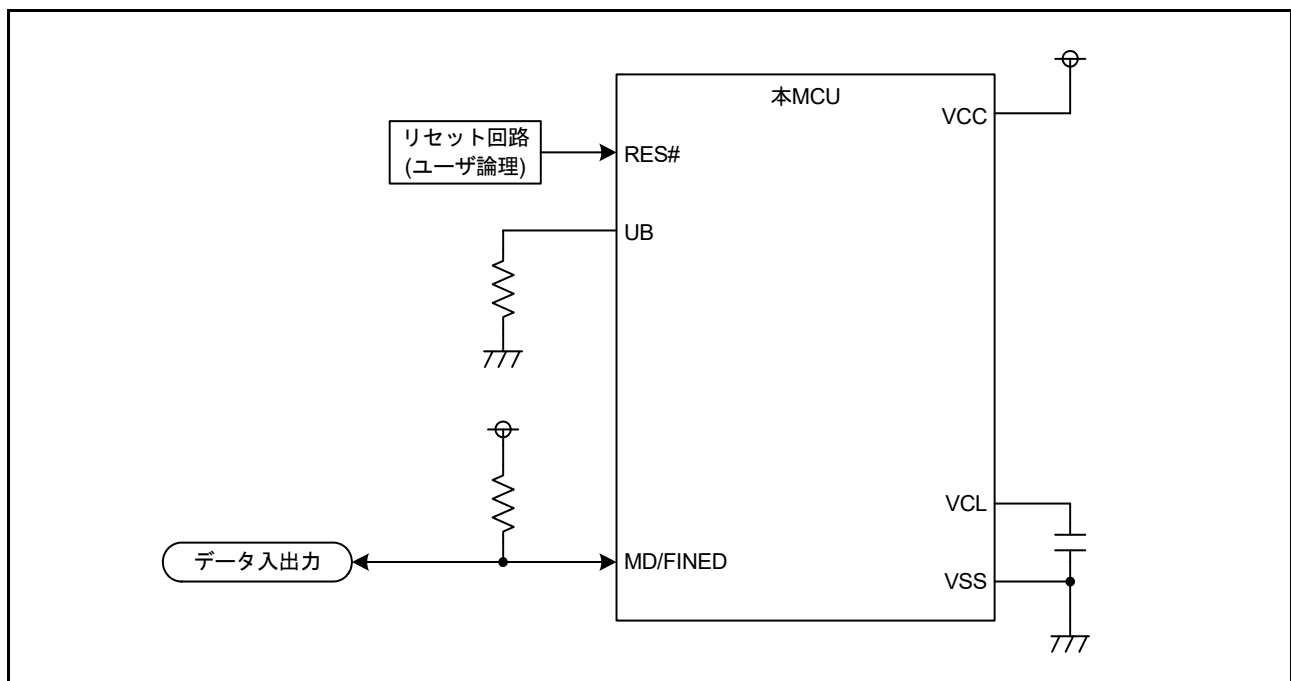 本MCU
VCC
リセット回路
(ユーザ論理)
RES#
UB
VCL
データ入出力
MD/FINED
VSS